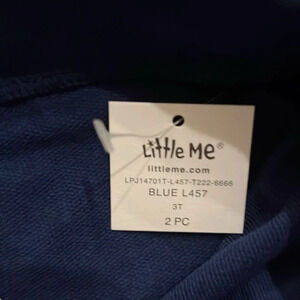 Little Me®
littleme.com
LPJ14701T-L457-T222-6666
BLUE L457
3T
2 PC